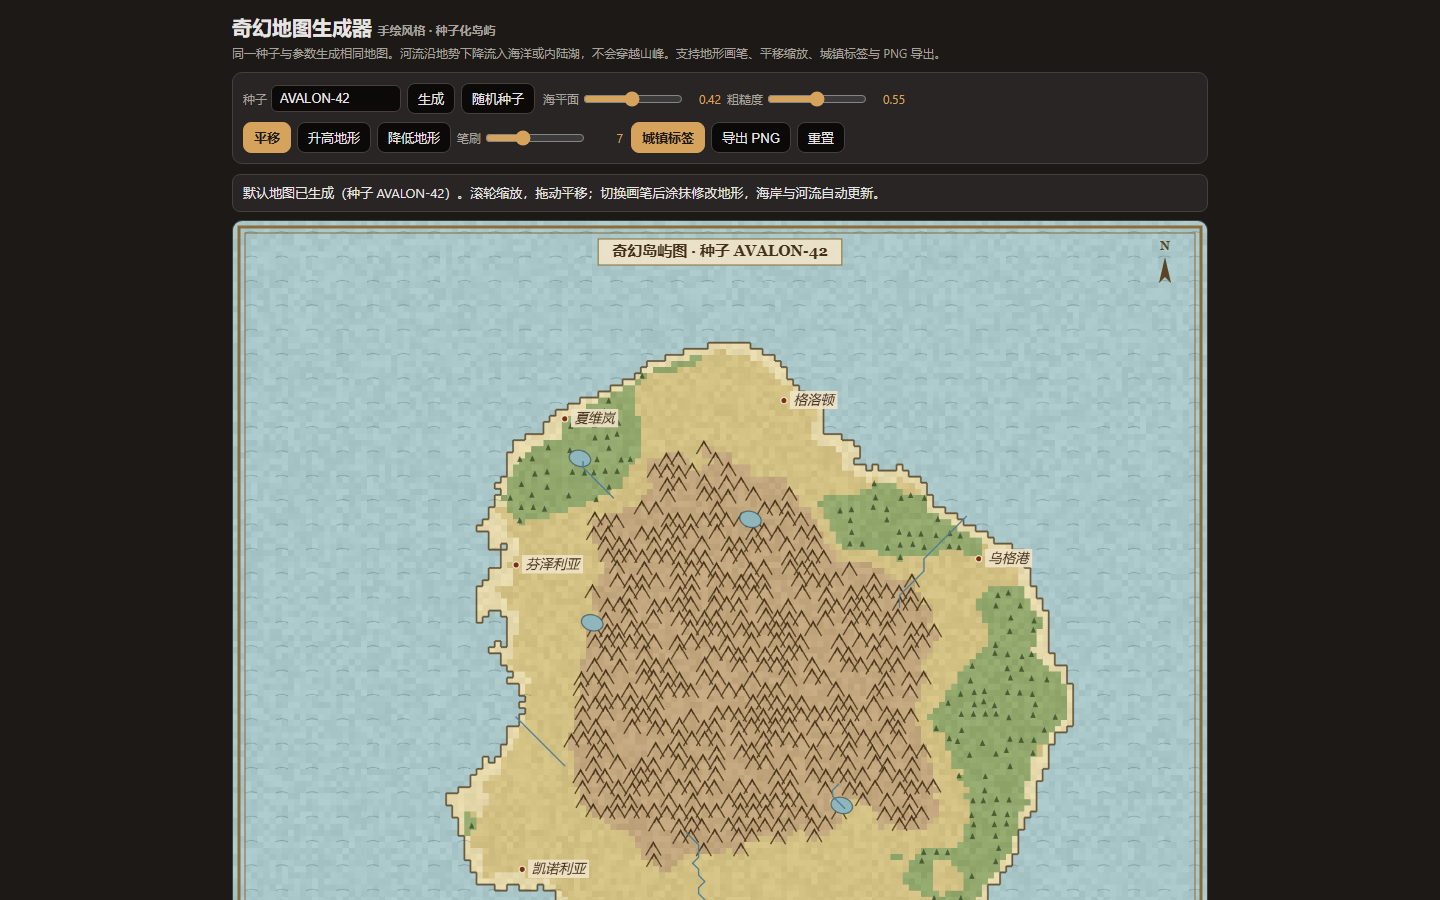 奇幻地图生成器 手绘风格 · 种子化岛屿
同一种子与参数生成相同地图。河流沿地势下降流入海洋或内陆湖，不会穿越山峰。支持地形画笔、平移缩放、城镇标签与 PNG 导出。
种子 AVALON-42 生成 随机种子 海平面 0.42 粗糙度 0.55
平移 升高地形 降低地形 笔刷 7 城镇标签 导出 PNG 重置
默认地图已生成（种子 AVALON-42）。滚轮缩放，拖动平移；切换画笔后涂抹修改地形，海岸与河流自动更新。
奇幻岛屿图 · 种子 AVALON-42
N
格洛顿
夏维岚
乌格港
芬泽利亚
凯诺利亚